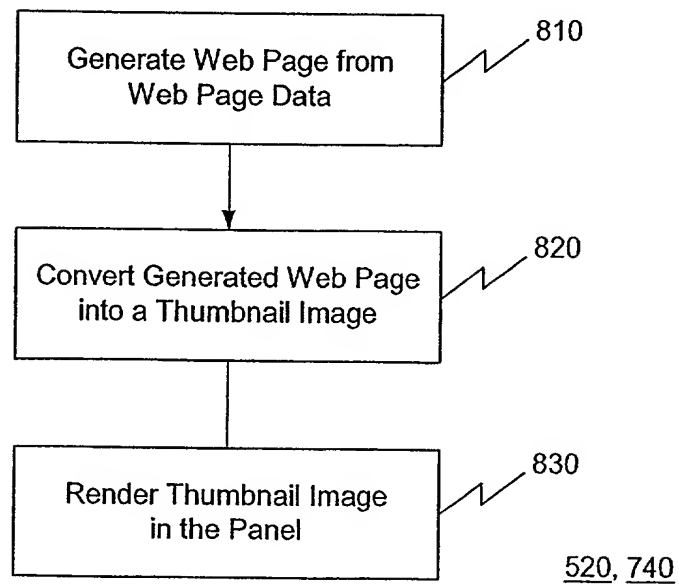 Generate Web Page from
Web Page Data
810
Convert Generated Web Page
into a Thumbnail Image
820
Render Thumbnail Image
in the Panel
830
520, 740